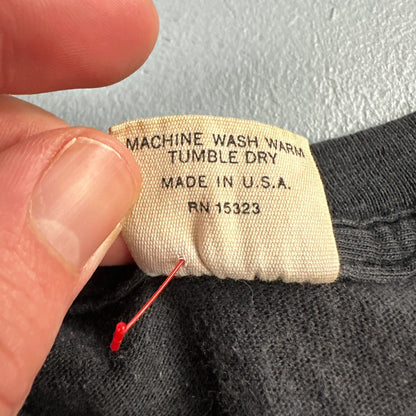 MACHINE WASH WARM
TUMBLE DRY
MADE IN U.S.A.
RN 15323